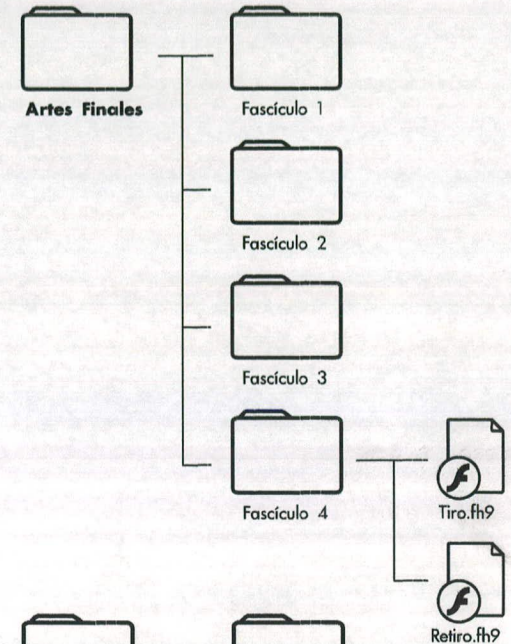 Artes Finales
Fascículo 1
Fascículo 2
Fascículo 3
Fascículo 4
Tiro.fh9
Retiro.fh9